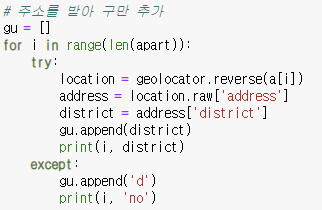 # 주소를 받아 구만 추가
gu = []
for i in range(len(apart)):
    try:
        location = geolocator.reverse(a[i])
        address = location.raw['address']
        district = address['district']
        gu.append(district)
        print(i, district)
    except:
        gu.append('d')
        print(i, 'no')